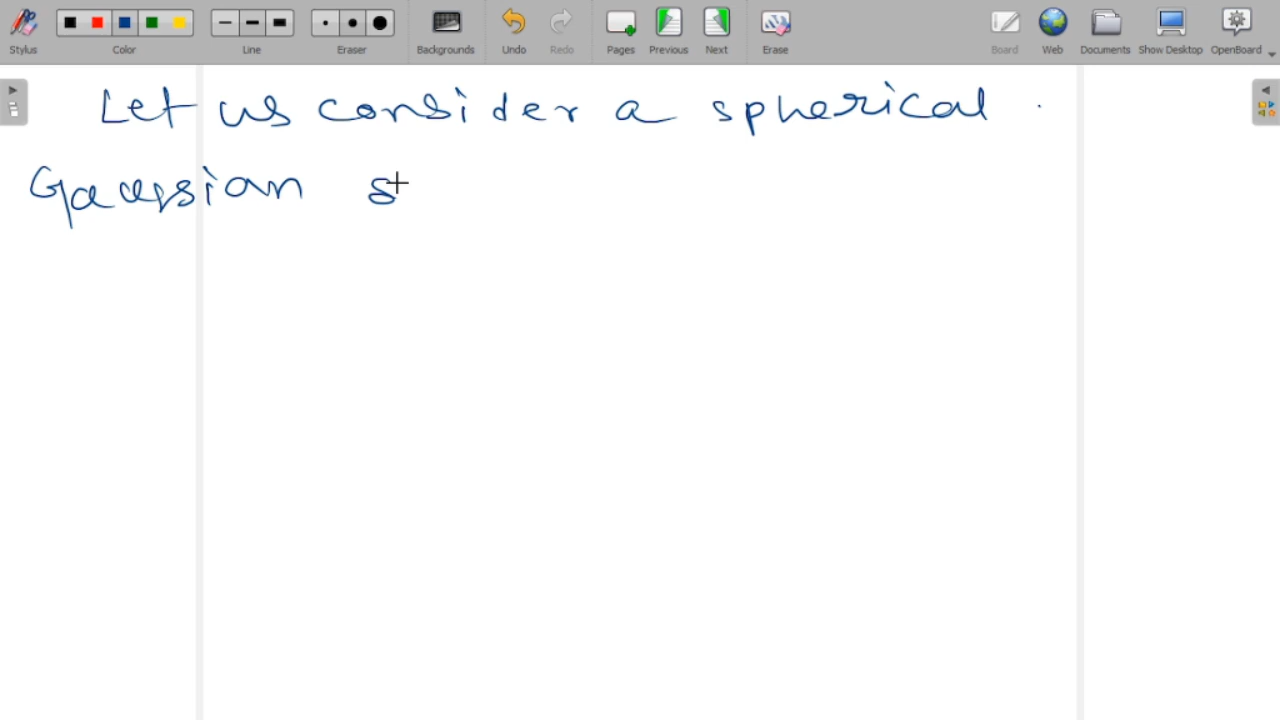 Stylus
Color
Line
Eraser
Backgrounds
Undo
Redo
Pages
Previous
Next
Erase
Board
Web
Documents
Show Desktop
OpenBoard
Let us consider a spherical
Gaussian s